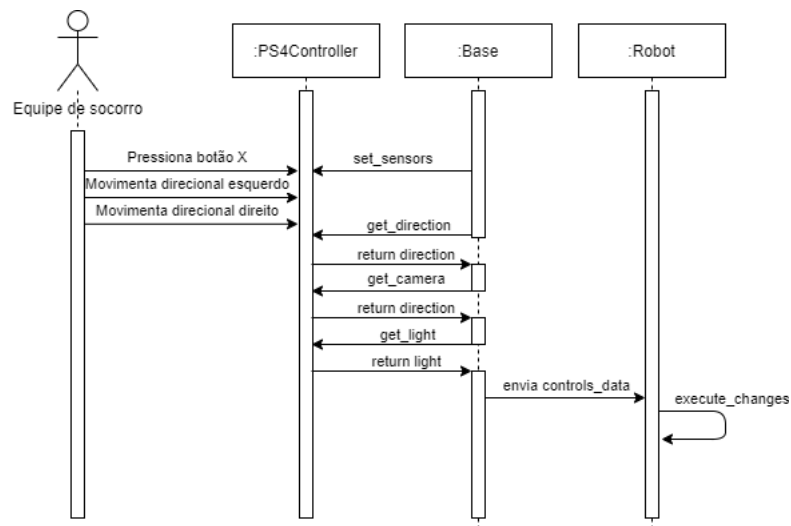 :PS4Controller
:Base
:Robot
Equipe de socorro
Pressiona botão X
set_sensors
Movimenta direcional esquerdo
Movimenta direcional direito
get_direction
return direction
get_camera
return direction
get_light
return light
envia controls_data
execute_changes